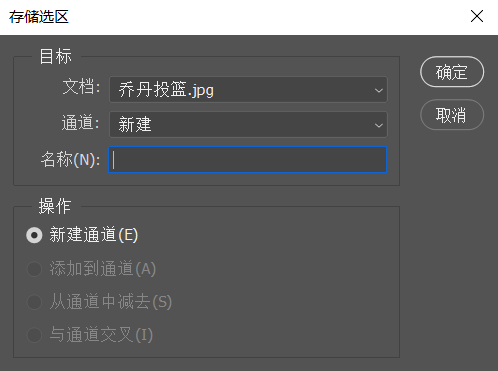 存储选区
目标
确定
文档: 乔丹投篮.jpg
通道: 新建
取消
名称(N):
操作
新建通道(E)
添加到通道(A)
从通道中减去(S)
与通道交叉(I)